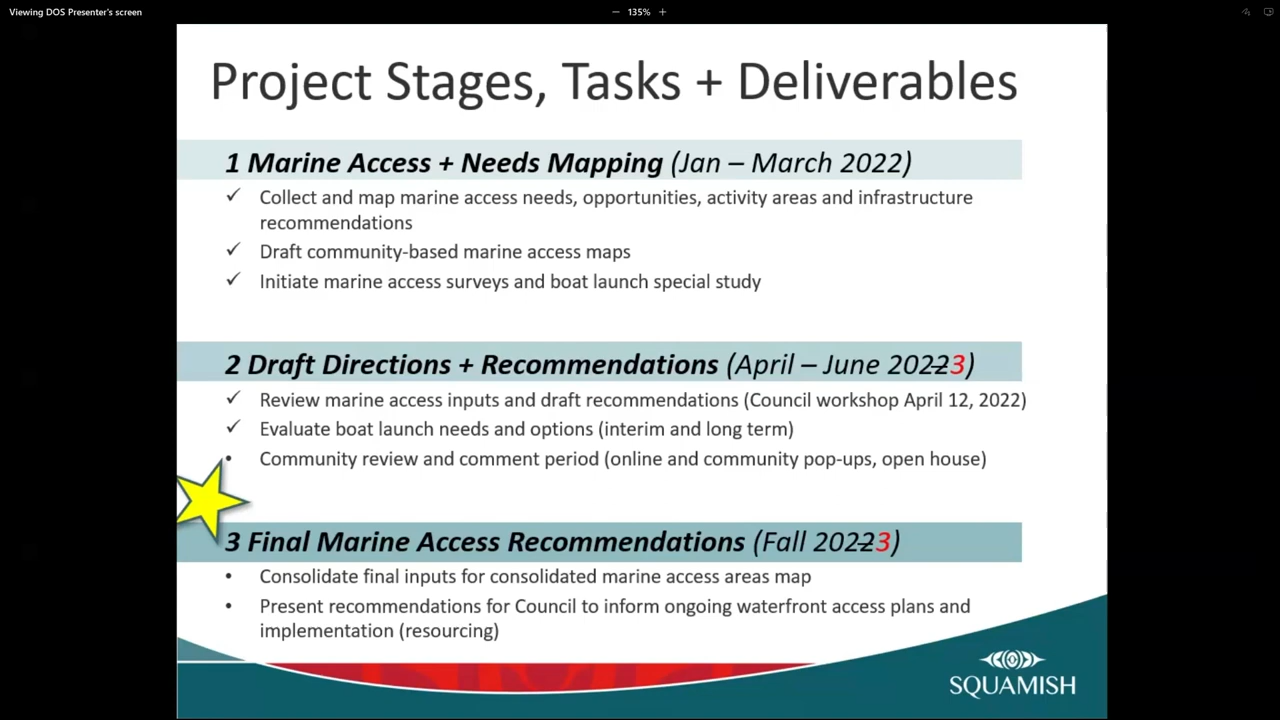 Viewing DOS Presenter's screen
− 135% +
Project Stages, Tasks + Deliverables
1 Marine Access + Needs Mapping (Jan – March 2022)
✓ Collect and map marine access needs, opportunities, activity areas and infrastructure
recommendations
✓ Draft community-based marine access maps
✓ Initiate marine access surveys and boat launch special study
2 Draft Directions + Recommendations (April – June 20223)
✓ Review marine access inputs and draft recommendations (Council workshop April 12, 2022)
✓ Evaluate boat launch needs and options (interim and long term)
• Community review and comment period (online and community pop-ups, open house)
3 Final Marine Access Recommendations (Fall 20223)
• Consolidate final inputs for consolidated marine access areas map
• Present recommendations for Council to inform ongoing waterfront access plans and
implementation (resourcing)
SQUAMISH